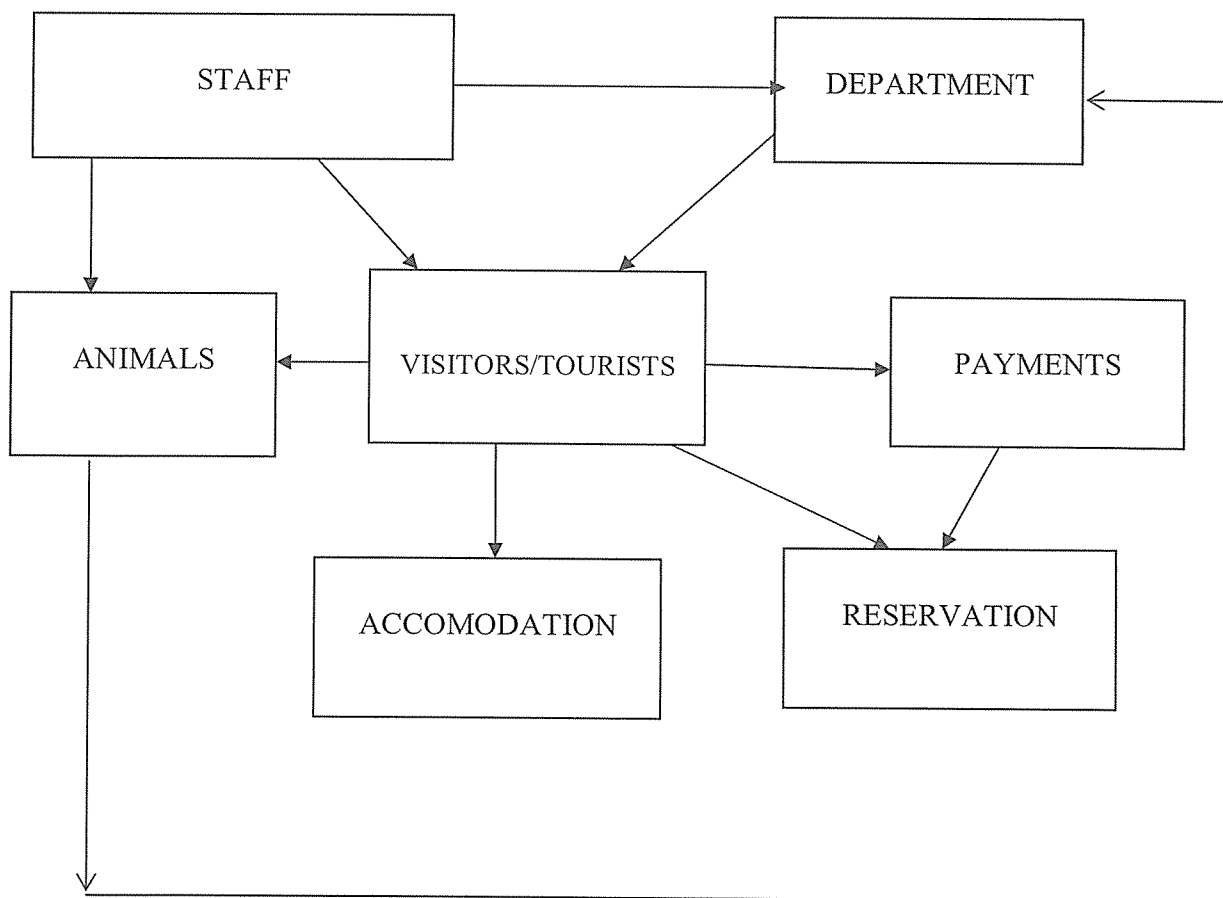 STAFF
DEPARTMENT
ANIMALS
VISITORS/TOURISTS
PAYMENTS
ACCOMODATION
RESERVATION